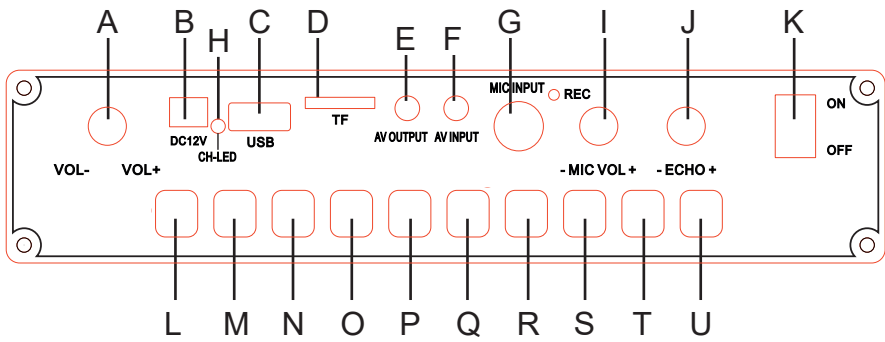 A B H C D E F G I J K
MIC INPUT REC
ON
TF
DC12V USB AV OUTPUT AV INPUT
CH-LED OFF
VOL- VOL+ - MIC VOL + - ECHO +
L M N O P Q R S T U